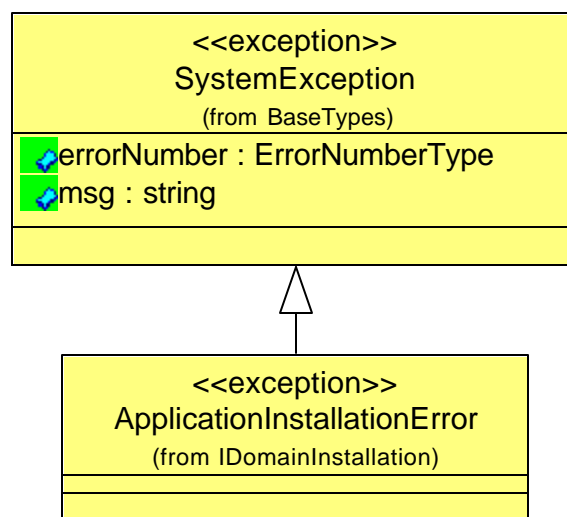 <<exception>>
SystemException
(from BaseTypes)
errorNumber : ErrorNumberType
msg : string
<<exception>>
ApplicationInstallationError
(from IDomainInstallation)